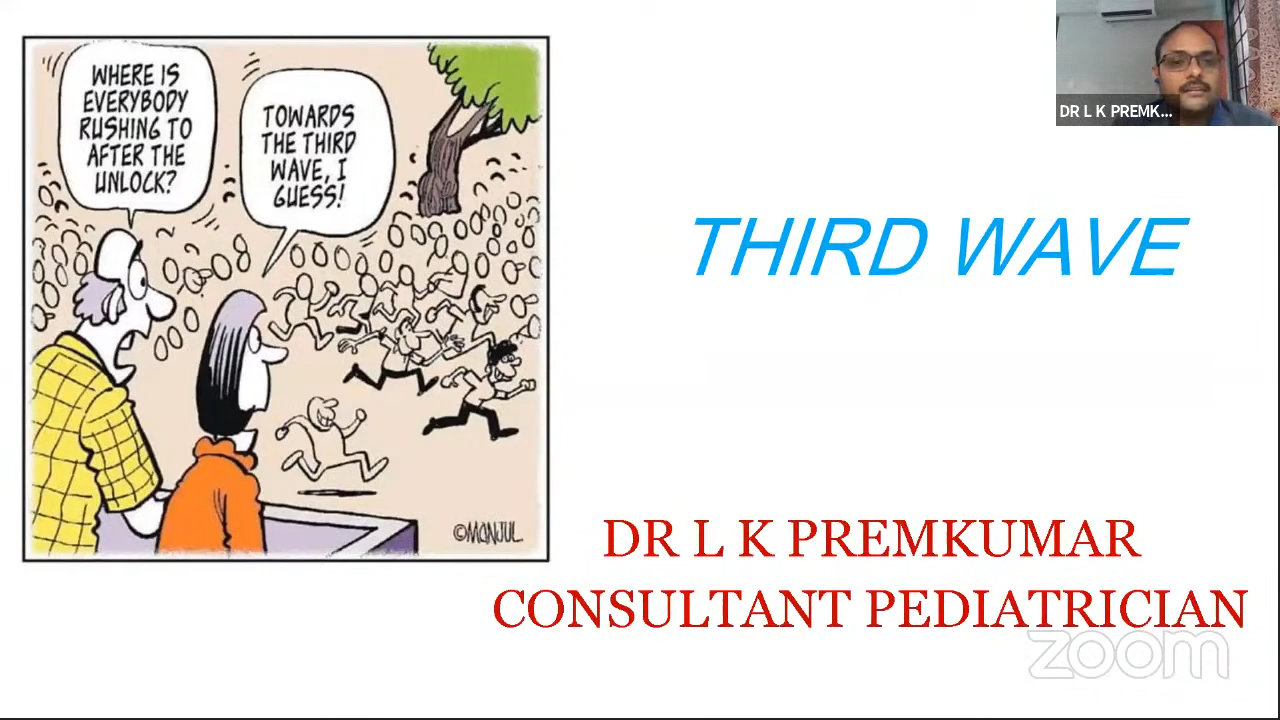 WHERE IS
EVERYBODY
RUSHING TO
AFTER THE
UNLOCK?
TOWARDS
THE THIRD
WAVE, I
GUESS!
©MANJUL
DR L K PREMK...
THIRD WAVE
DR L K PREMKUMAR
CONSULTANT PEDIATRICIAN
zoom